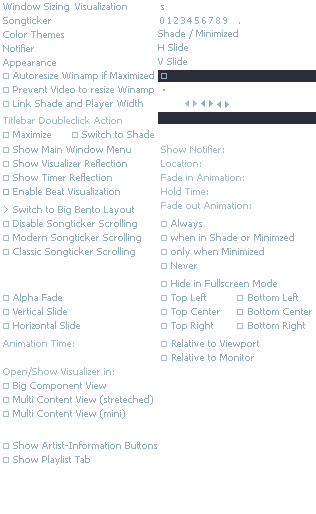 Window Sizing Visualization
Songticker
Color Themes
Notifier
Appearance
Autoresize Winamp if Maximized
Prevent Video to resize Winamp
Link Shade and Player Width
Titlebar Doubleclick Action
Maximize Switch to Shade
Show Main Window Menu
Show Visualizer Reflection
Show Timer Reflection
Enable Beat Visualization
> Switch to Big Bento Layout
Disable Songticker Scrolling
Modern Songticker Scrolling
Classic Songticker Scrolling
Alpha Fade
Vertical Slide
Horizontal Slide
Animation Time:
Open/Show Visualizer in:
Big Component View
Multi Content View (streteched)
Multi Content View (mini)
Show Artist-Information Buttons
Show Playlist Tab
s
0 1 2 3 4 5 6 7 8 9 .
Shade / Minimized
H Slide
V Slide
Show Notifier:
Location:
Fade in Animation:
Hold Time:
Fade out Animation:
Always
when in Shade or Minimzed
only when Minimized
Never
Hide in Fullscreen Mode
Top Left Bottom Left
Top Center Bottom Center
Top Right Bottom Right
Relative to Viewport
Relative to Monitor